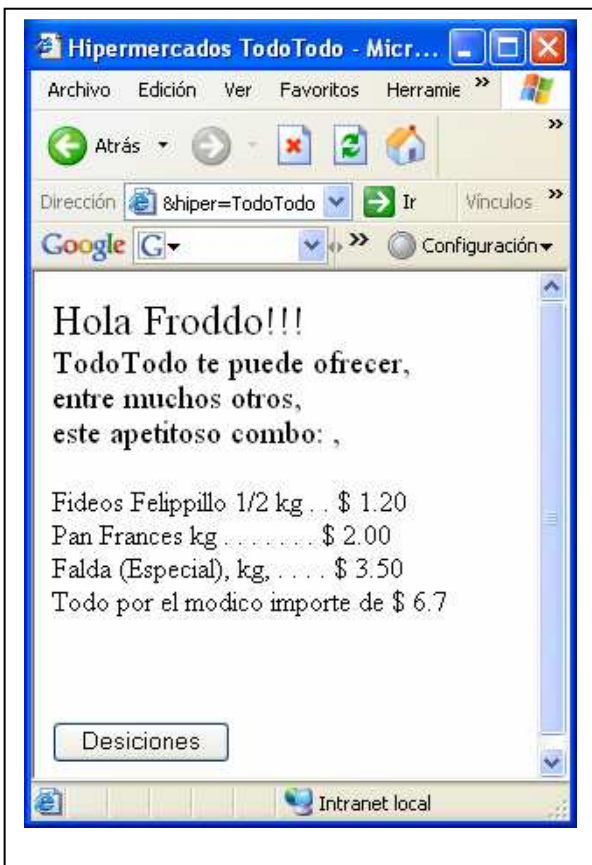 Hipermercados TodoTodo - Micr...
Archivo Edición Ver Favoritos Herramie »
Atrás »
Dirección &hiper=TodoTodo Ir Vínculos »
Google G » Configuración
Hola Froddo!!!
TodoTodo te puede ofrecer,
entre muchos otros,
este apetitoso combo: ,
Fideos Felippillo 1/2 kg . . $ 1.20
Pan Frances kg . . . . . . . $ 2.00
Falda (Especial), kg, . . . . $ 3.50
Todo por el modico importe de $ 6.7
Desiciones
Intranet local